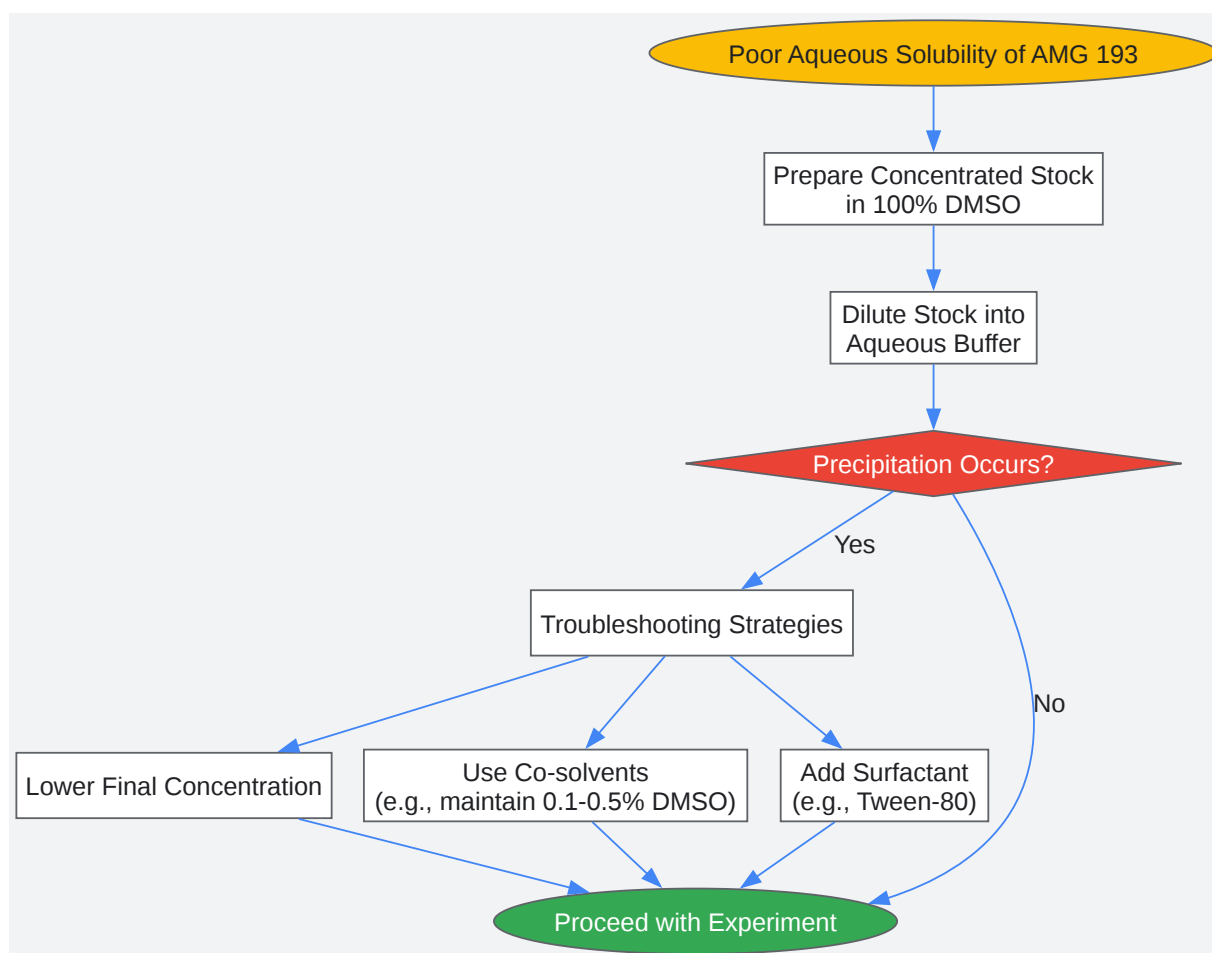 Poor Aqueous Solubility of AMG 193
Prepare Concentrated Stock
in 100% DMSO
Dilute Stock into
Aqueous Buffer
Precipitation Occurs?
Yes
Troubleshooting Strategies
No
Lower Final Concentration
Use Co-solvents
(e.g., maintain 0.1-0.5% DMSO)
Add Surfactant
(e.g., Tween-80)
Proceed with Experiment